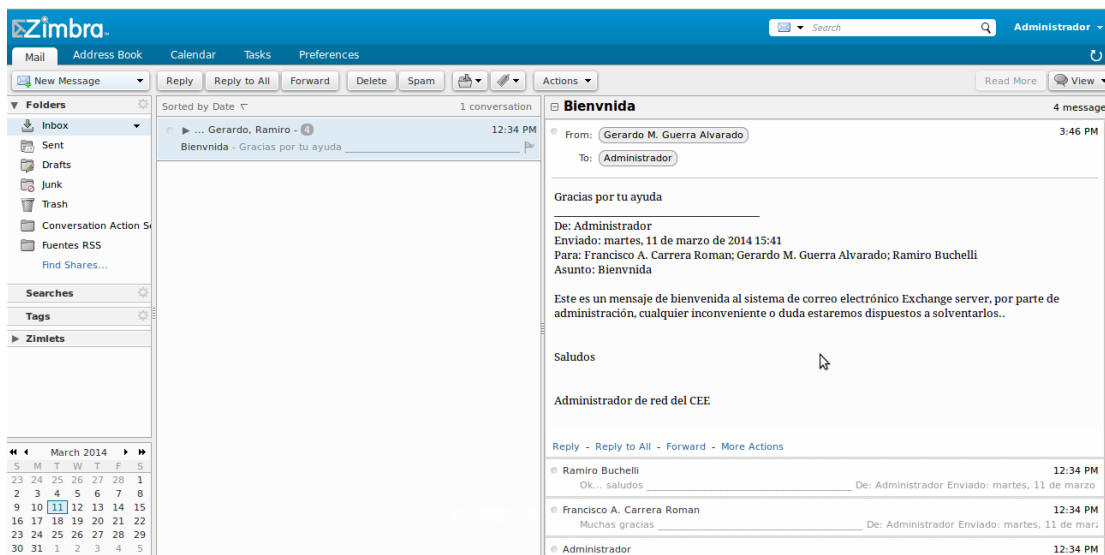 Zimbra
Search
Administrador
Mail Address Book Calendar Tasks Preferences
New Message Reply Reply to All Forward Delete Spam Actions Read More View
Folders
Inbox
Sent
Drafts
Junk
Trash
Conversation Action Se
Fuentes RSS
Find Shares...
Searches
Tags
Zimlets
March 2014
S M T W T F S
23 24 25 26 27 28 1
2 3 4 5 6 7 8
9 10 11 12 13 14 15
16 17 18 19 20 21 22
23 24 25 26 27 28 29
30 31 1 2 3 4 5
Sorted by Date 1 conversation
... Gerardo, Ramiro - 4 12:34 PM
Bienvnida - Gracias por tu ayuda
Bienvnida 4 message
From: Gerardo M. Guerra Alvarado 3:46 PM
To: Administrador
Gracias por tu ayuda
De: Administrador
Enviado: martes, 11 de marzo de 2014 15:41
Para: Francisco A. Carrera Roman; Gerardo M. Guerra Alvarado; Ramiro Buchelli
Asunto: Bienvnida
Este es un mensaje de bienvenida al sistema de correo electrónico Exchange server, por parte de
administración, cualquier inconveniente o duda estaremos dispuestos a solventarlos..
Saludos
Administrador de red del CEE
Reply - Reply to All - Forward - More Actions
Ramiro Buchelli 12:34 PM
Ok... saludos De: Administrador Enviado: martes, 11 de marzo
Francisco A. Carrera Roman 12:34 PM
Muchas gracias De: Administrador Enviado: martes, 11 de marz
Administrador 12:34 PM